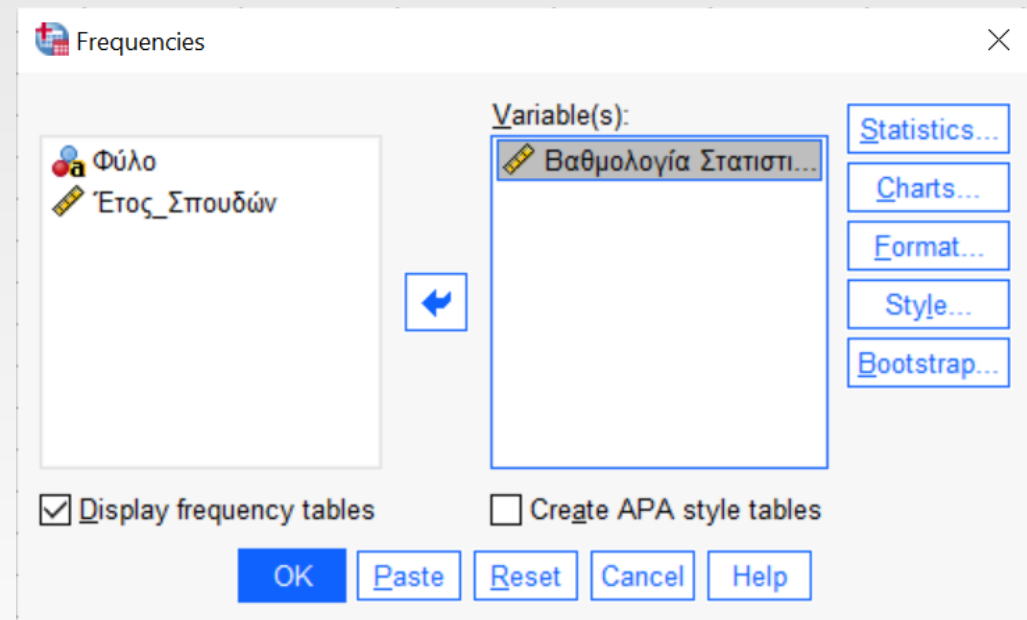 Frequencies
Variable(s):
Φύλο
Έτος_Σπουδών
Βαθμολογία Στατιστι...
Statistics...
Charts...
Format...
Style...
Bootstrap...
Display frequency tables
Create APA style tables
OK
Paste
Reset
Cancel
Help